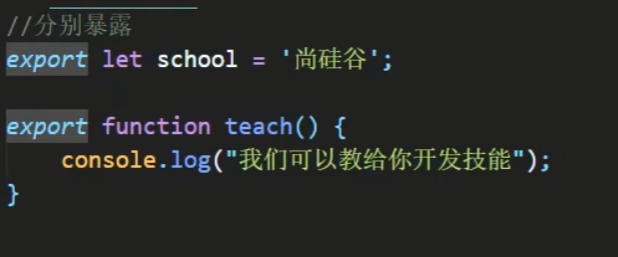 //分别暴露
export let school = '尚硅谷';
export function teach() {
console.log("我们可以教给你开发技能");
}